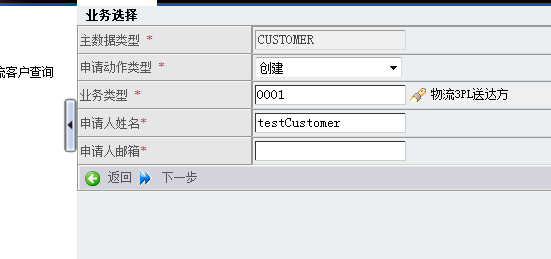 业务选择
主数据类型 * CUSTOMER
流客户查询
申请动作类型 * 创建
业务类型 * 0001 物流3PL送达方
申请人姓名* testCustomer
申请人邮箱*
返回 下一步